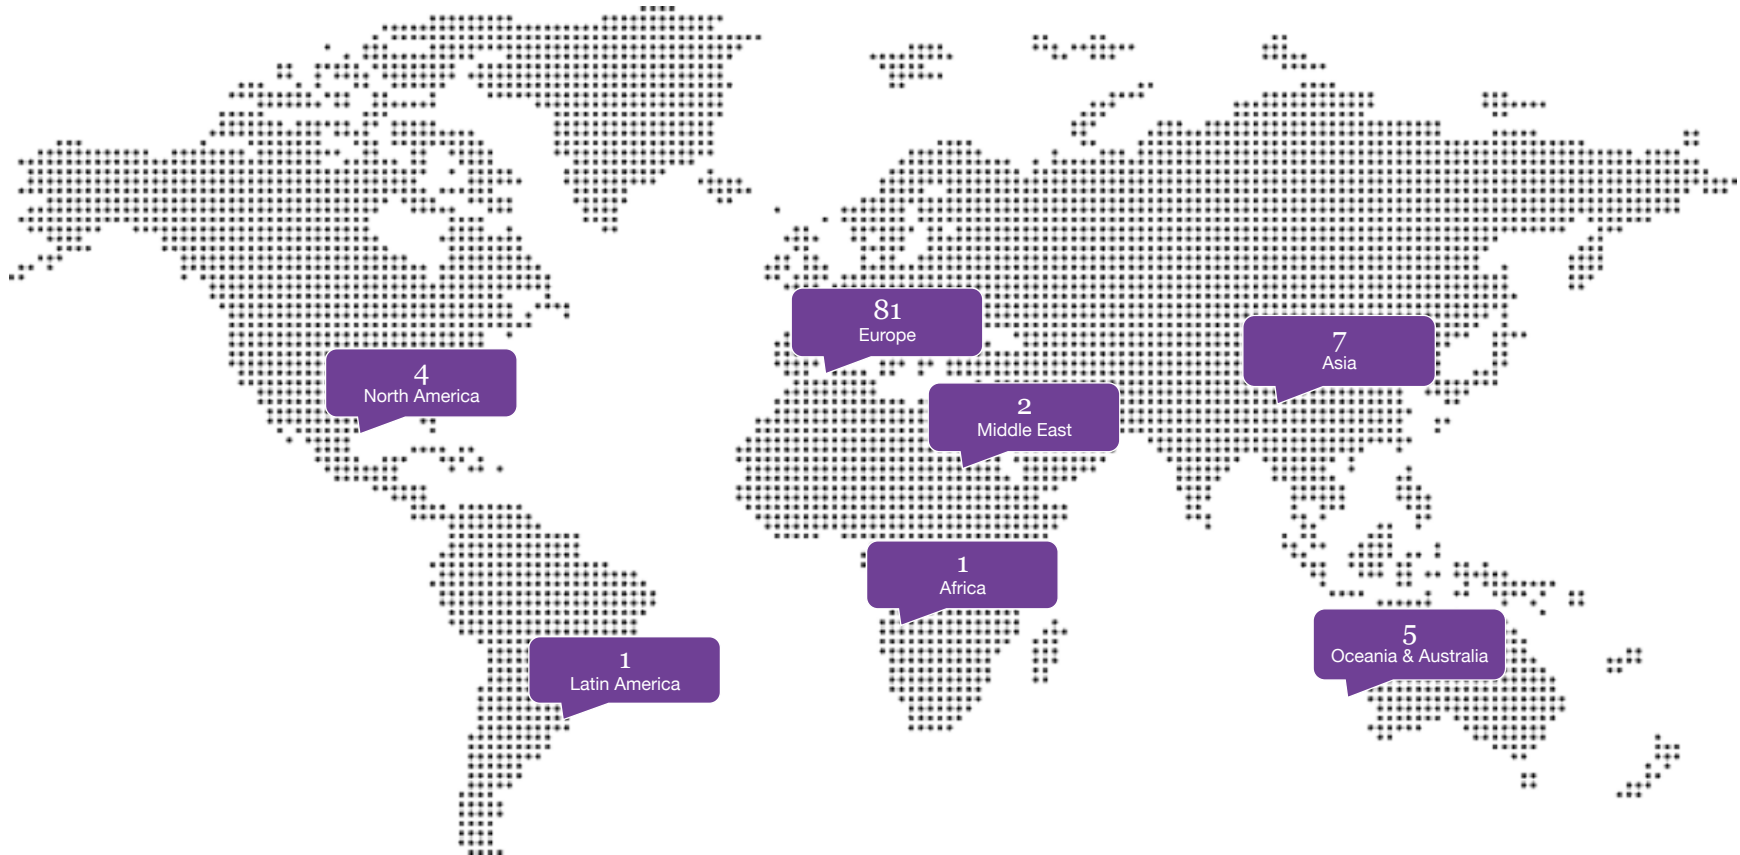 81
Europe
7
Asia
4
North America
2
Middle East
1
Africa
5
Oceania & Australia
1
Latin America